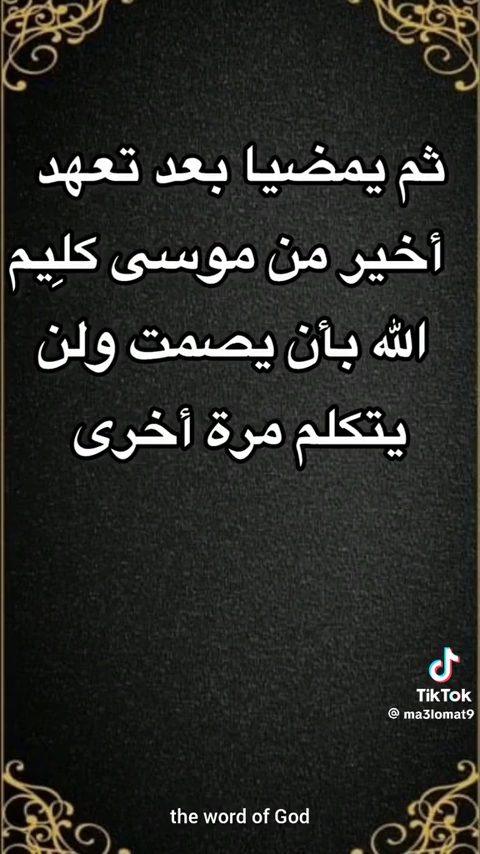 ثم يمضيا بعد تعهد
أخير من موسى كلِيم
الله بأن يصمت ولن
يتكلم مرة أخرى
TikTok
@ ma3lomat9
the word of God